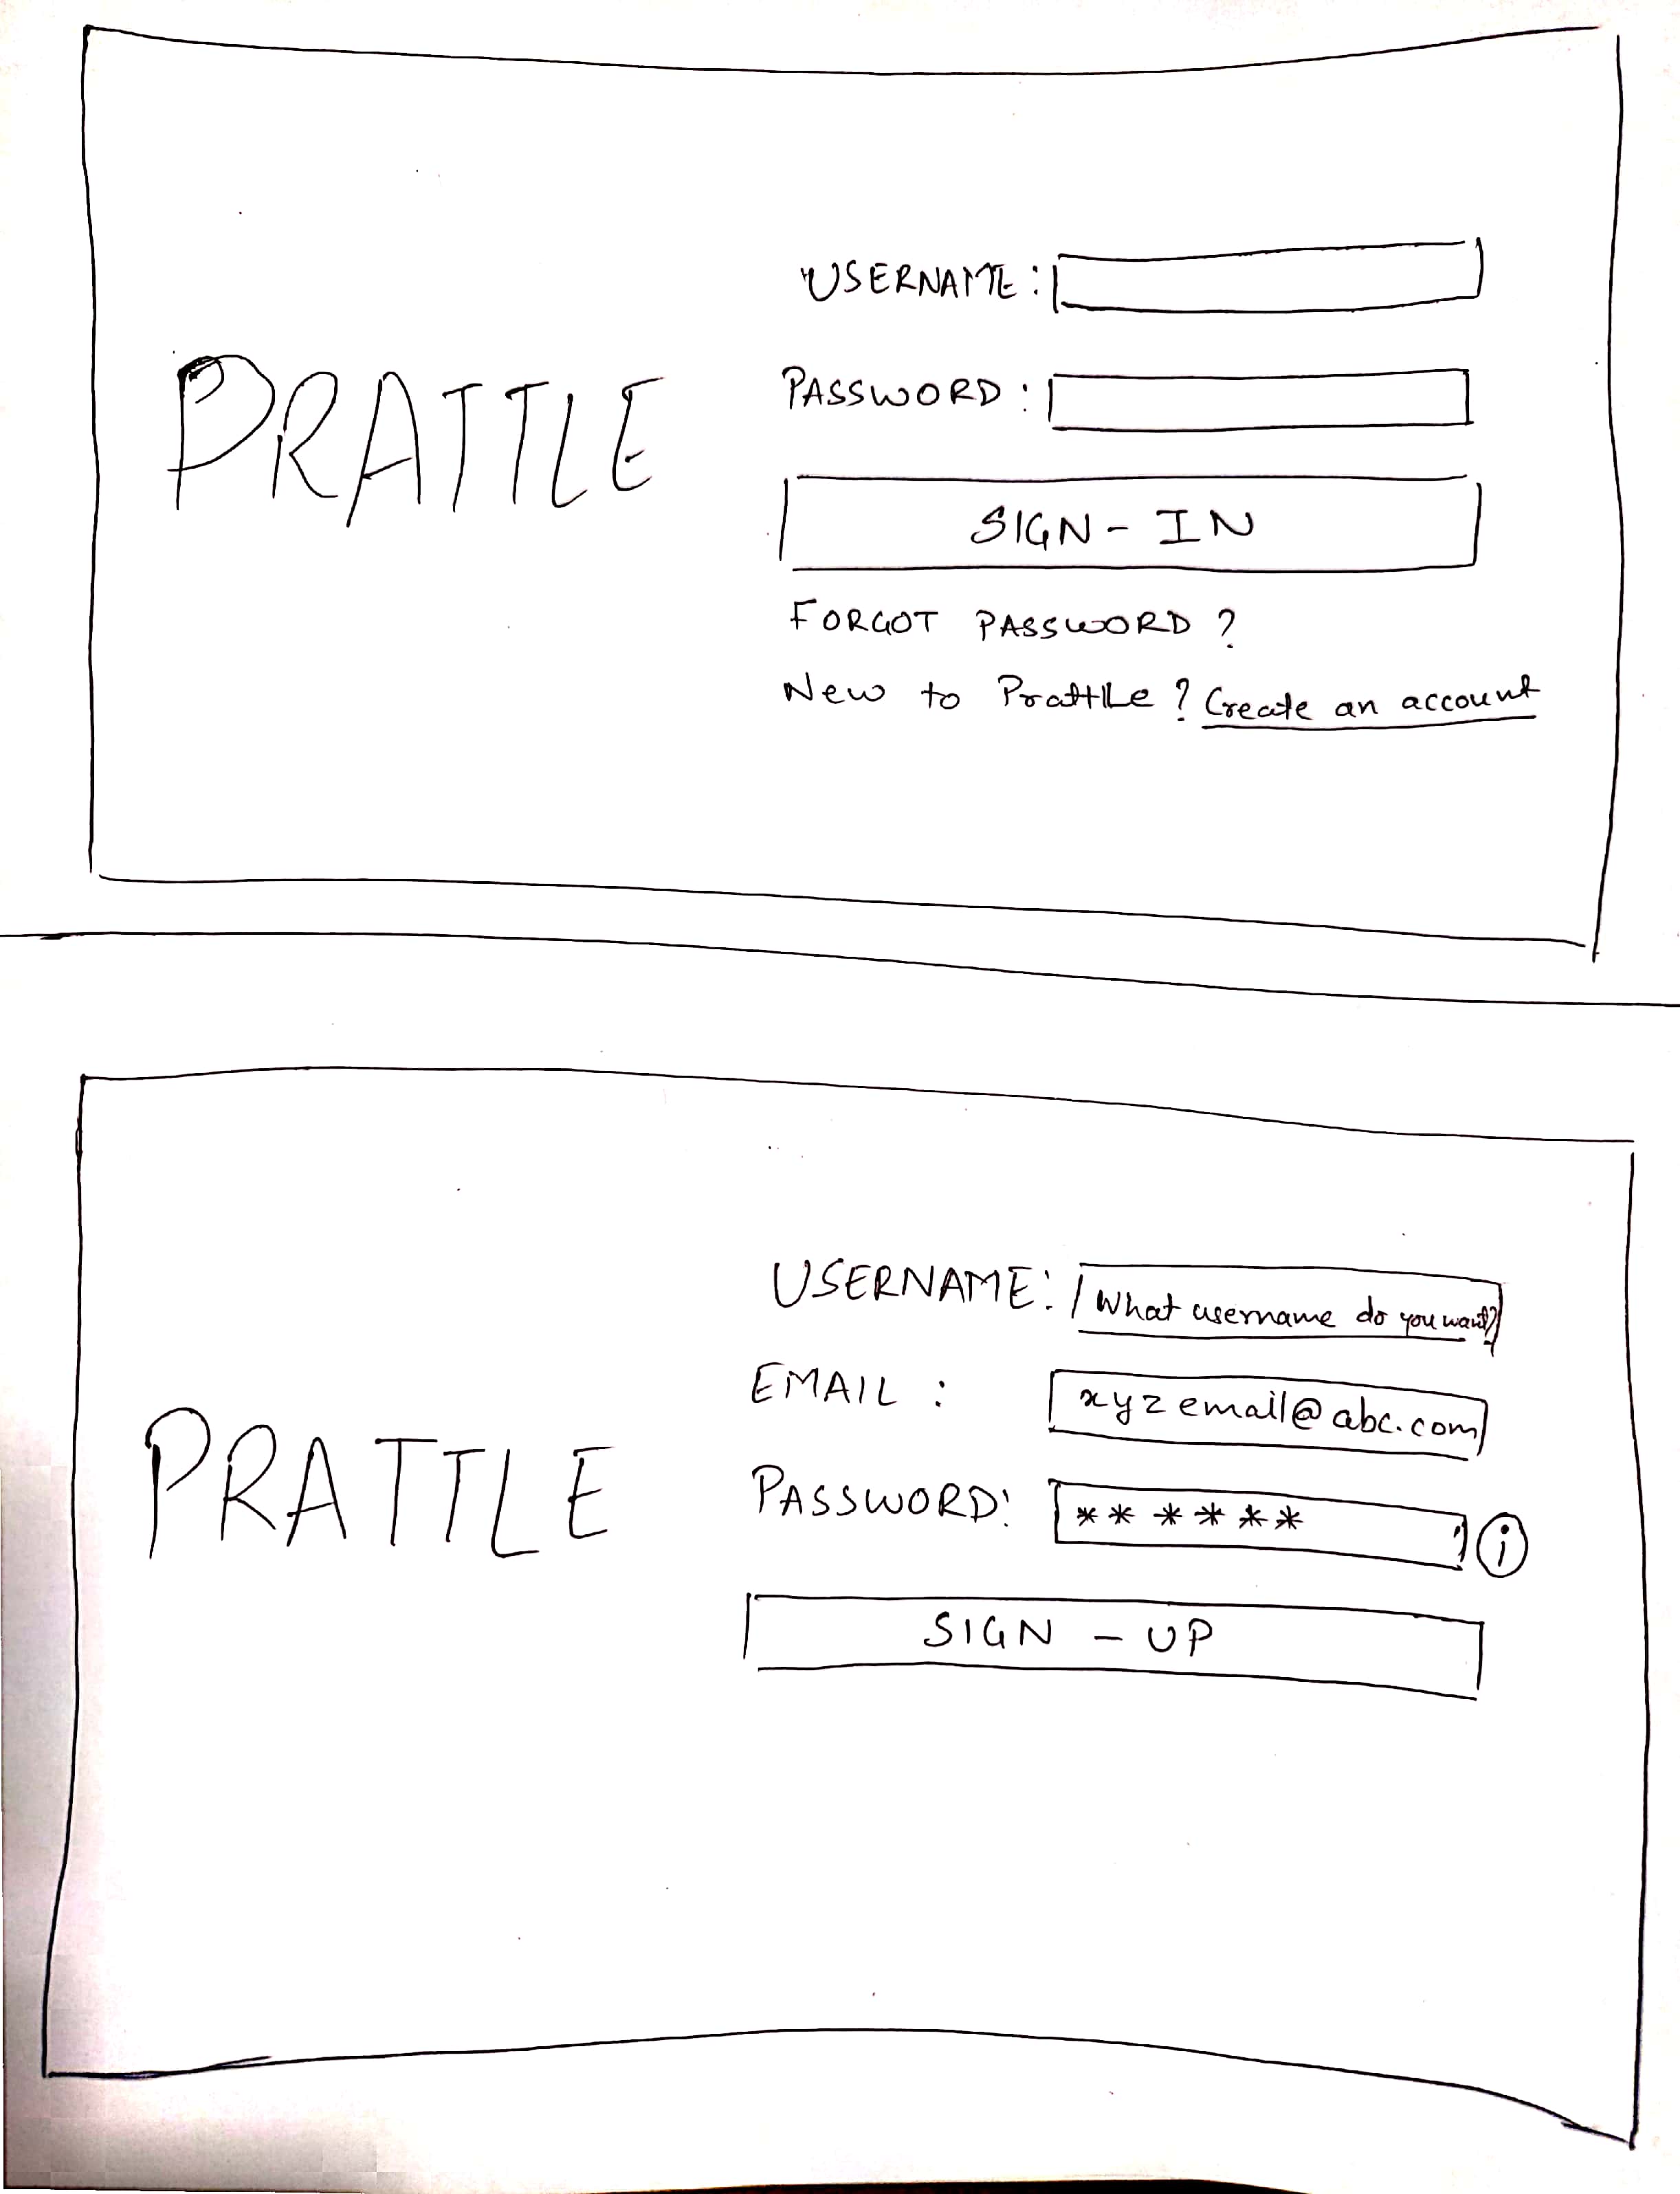 USERNAME:
PRATTLE
PASSWORD:
SIGN-IN
FORGOT PASSWORD?
New to Prattle? Create an account
USERNAME: What username do you want?
EMAIL: xyzemail@abc.com
PRATTLE
PASSWORD: ****** i
SIGN-UP